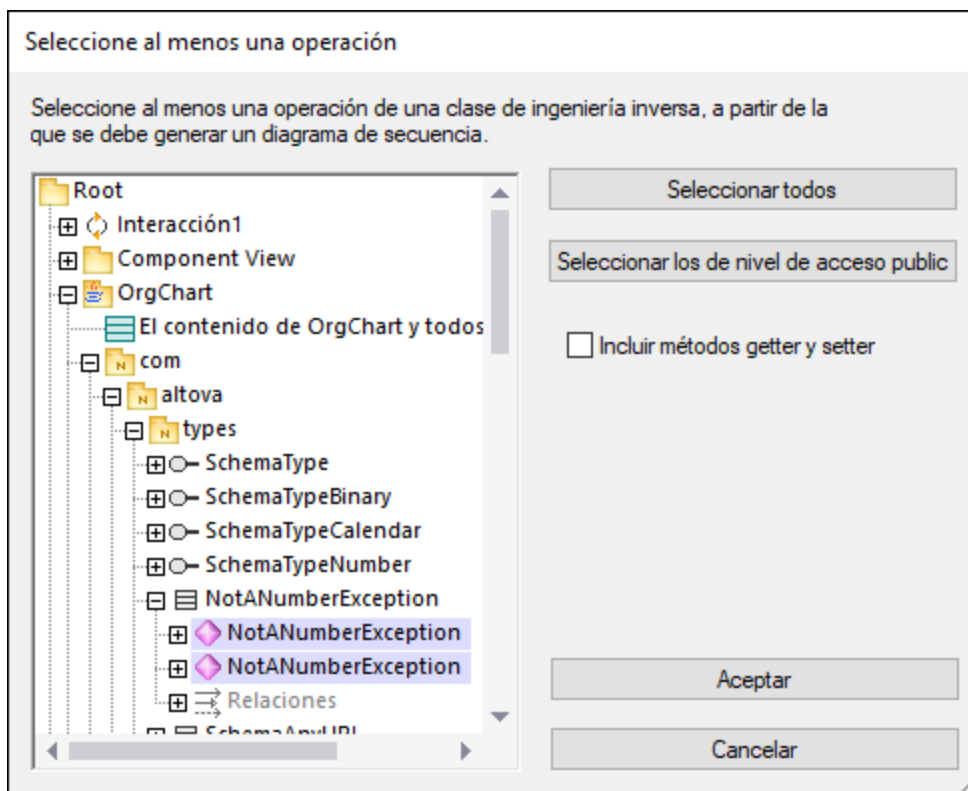 Seleccione al menos una operación
Seleccione al menos una operación de una clase de ingeniería inversa, a partir de la
que se debe generar un diagrama de secuencia.
Root
Interacción1
Component View
OrgChart
El contenido de OrgChart y todos
com
altova
types
SchemaType
SchemaTypeBinary
SchemaTypeCalendar
SchemaTypeNumber
NotANumberException
NotANumberException
NotANumberException
Relaciones
SchemaAnyURI
Seleccionar todos
Seleccionar los de nivel de acceso public
Incluir métodos getter y setter
Aceptar
Cancelar